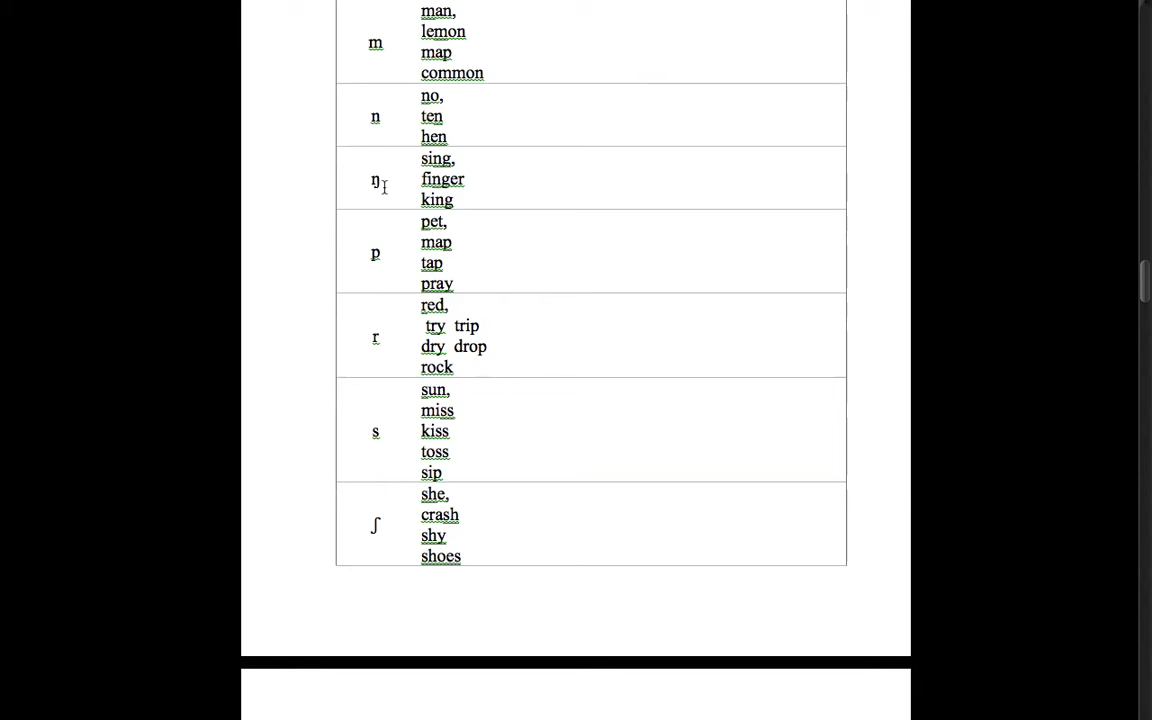 man,
lemon
m
map
common
no,
n
ten
hen
sing,
ŋ
finger
king
pet,
map
p
tap
pray
red,
try trip
r
dry drop
rock
sun,
miss
s
kiss
toss
sip
she,
crash
ʃ
shy
shoes